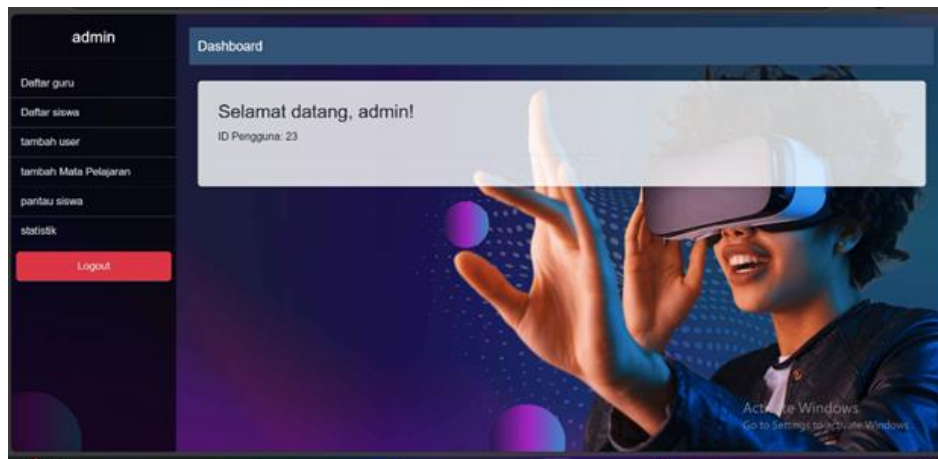 admin
Daftar guru
Daftar siswa
tambah user
tambah Mata Pelajaran
pantau siswa
statistik
Logout
Dashboard
Selamat datang, admin!
ID Pengguna: 23
Activate Windows
Go to Settings to activate Windows.